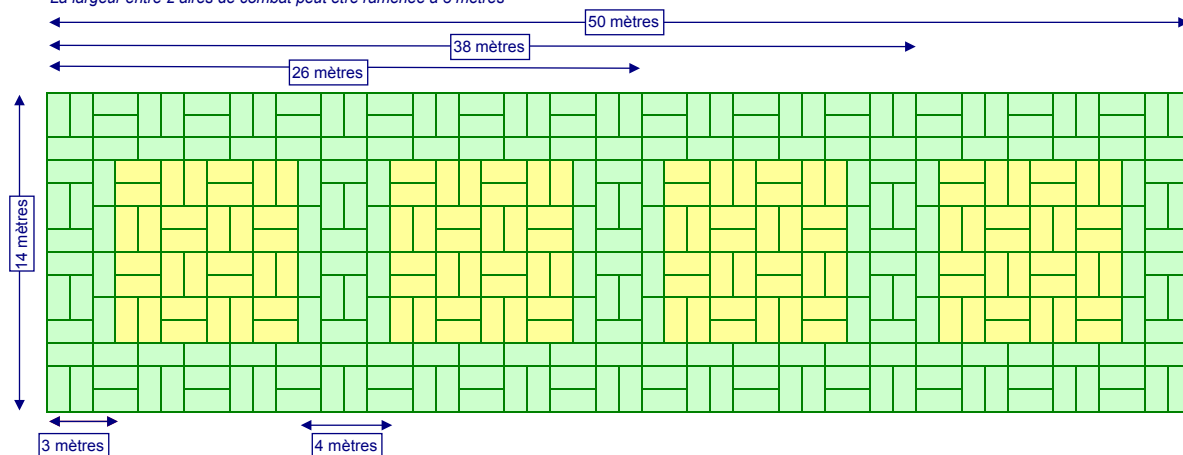 La largeur entre 2 aires de combat peut être ramenée à 3 mètres
50 mètres
38 mètres
26 mètres
14 mètres
3 mètres
4 mètres